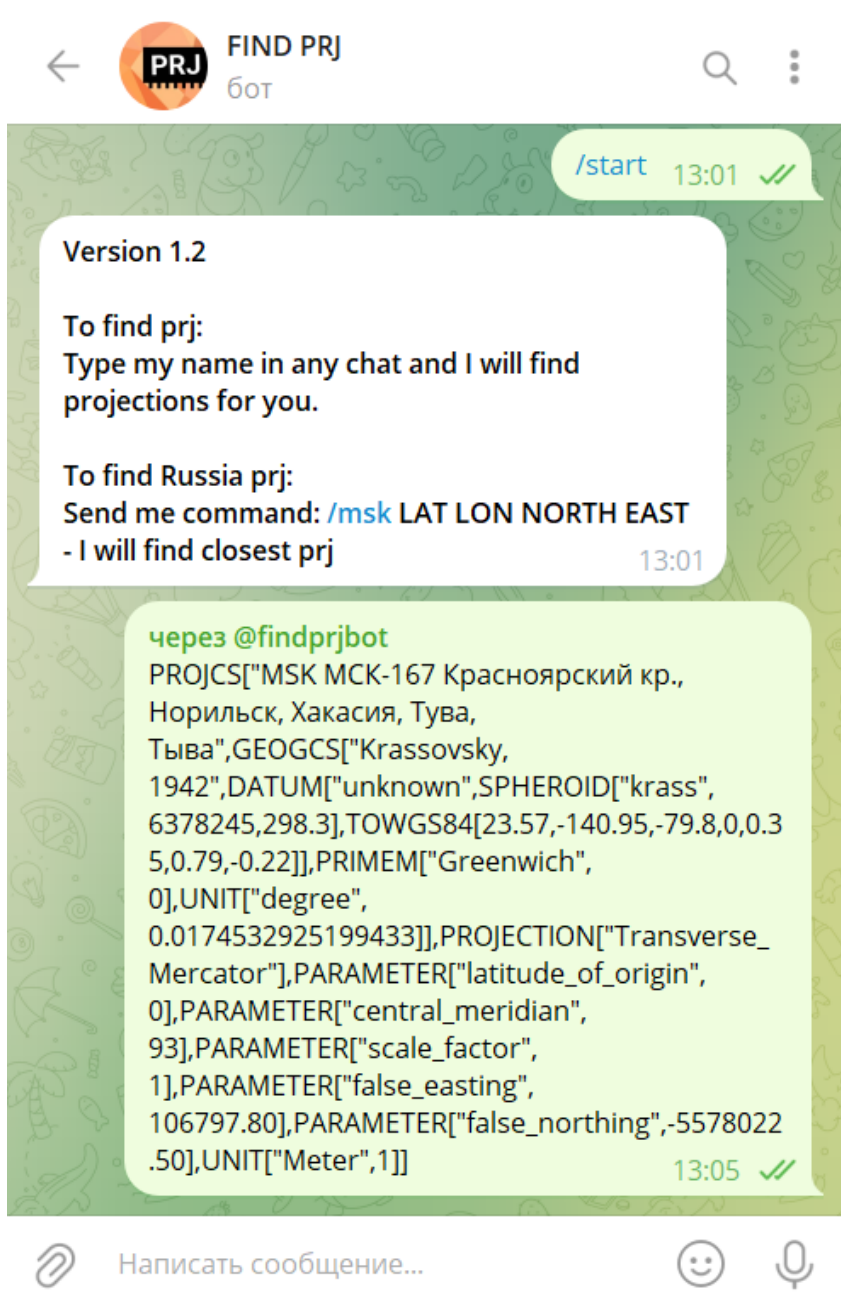 FIND PRJ
PRJ
бот
/start
13:01
Version 1.2
To find prj:
Type my name in any chat and I will find
projections for you.
To find Russia prj:
Send me command: /msk LAT LON NORTH EAST
- I will find closest prj
13:01
через @findprjbot
PROJCS["MSK МСК-167 Красноярский кр.,
Норильск, Хакасия, Тува,
Тыва",GEOGCS["Krassovsky,
1942",DATUM["unknown",SPHEROID["krass",
6378245,298.3],TOWGS84[23.57,-140.95,-79.8,0,0.3
5,0.79,-0.22]],PRIMEM["Greenwich",
0],UNIT["degree",
0.0174532925199433]],PROJECTION["Transverse_
Mercator"],PARAMETER["latitude_of_origin",
0],PARAMETER["central_meridian",
93],PARAMETER["scale_factor",
1],PARAMETER["false_easting",
106797.80],PARAMETER["false_northing",-5578022
.50],UNIT["Meter",1]]
13:05
Написать сообщение...